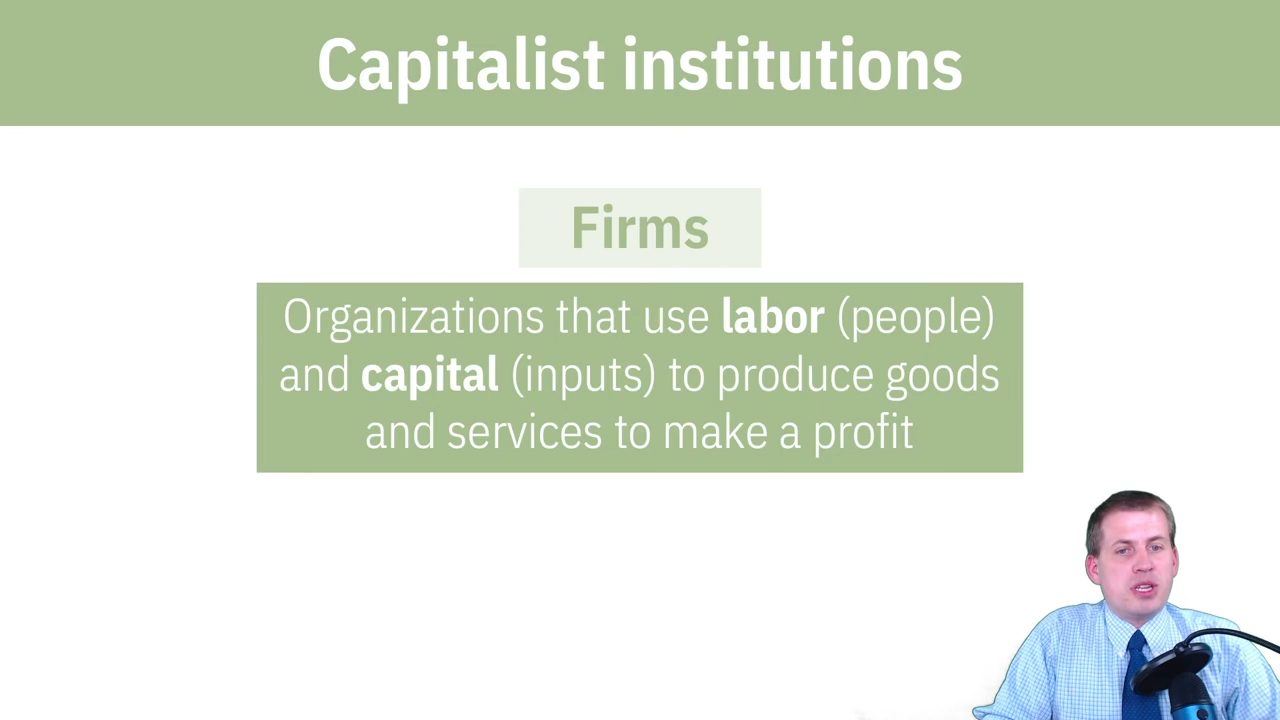 Capitalist institutions
Firms
Organizations that use labor (people)
and capital (inputs) to produce goods
and services to make a profit